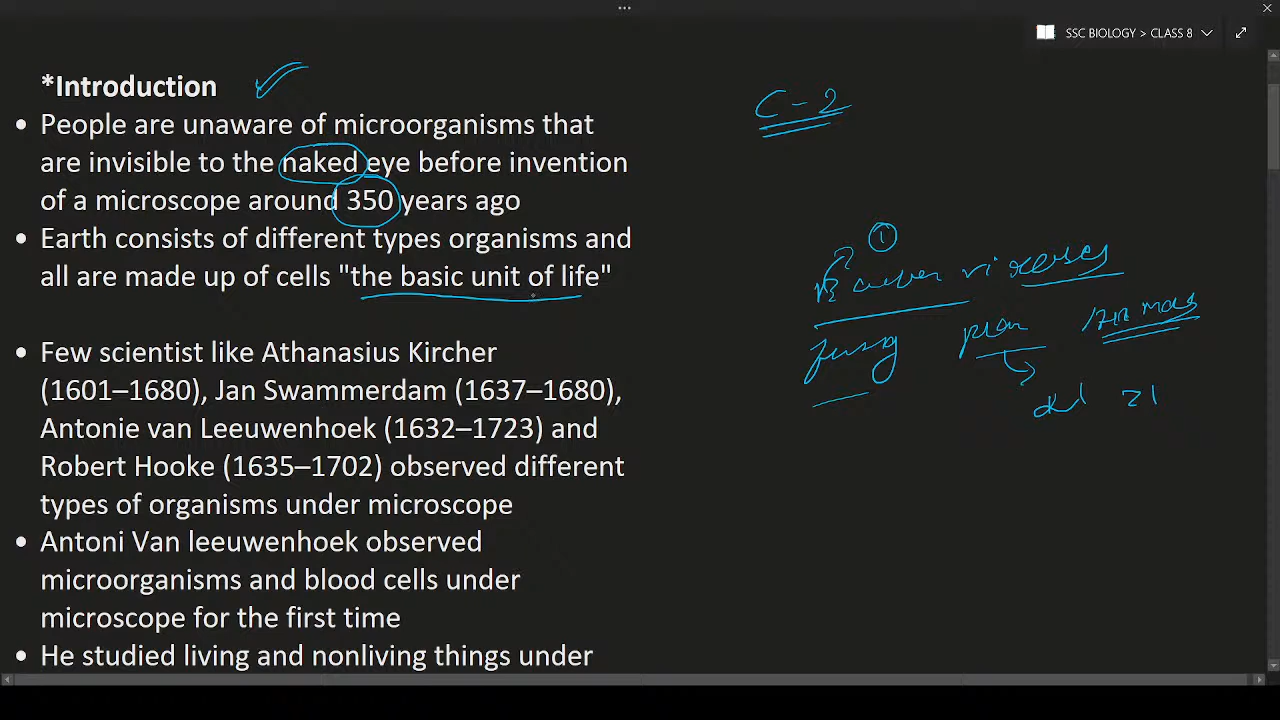 SSC BIOLOGY > CLASS 8
*Introduction
• People are unaware of microorganisms that
are invisible to the naked eye before invention
of a microscope around 350 years ago
• Earth consists of different types organisms and
all are made up of cells "the basic unit of life"
• Few scientist like Athanasius Kircher
(1601–1680), Jan Swammerdam (1637–1680),
Antonie van Leeuwenhoek (1632–1723) and
Robert Hooke (1635–1702) observed different
types of organisms under microscope
• Antoni Van leeuwenhoek observed
microorganisms and blood cells under
microscope for the first time
• He studied living and nonliving things under
C-2
1
viruses